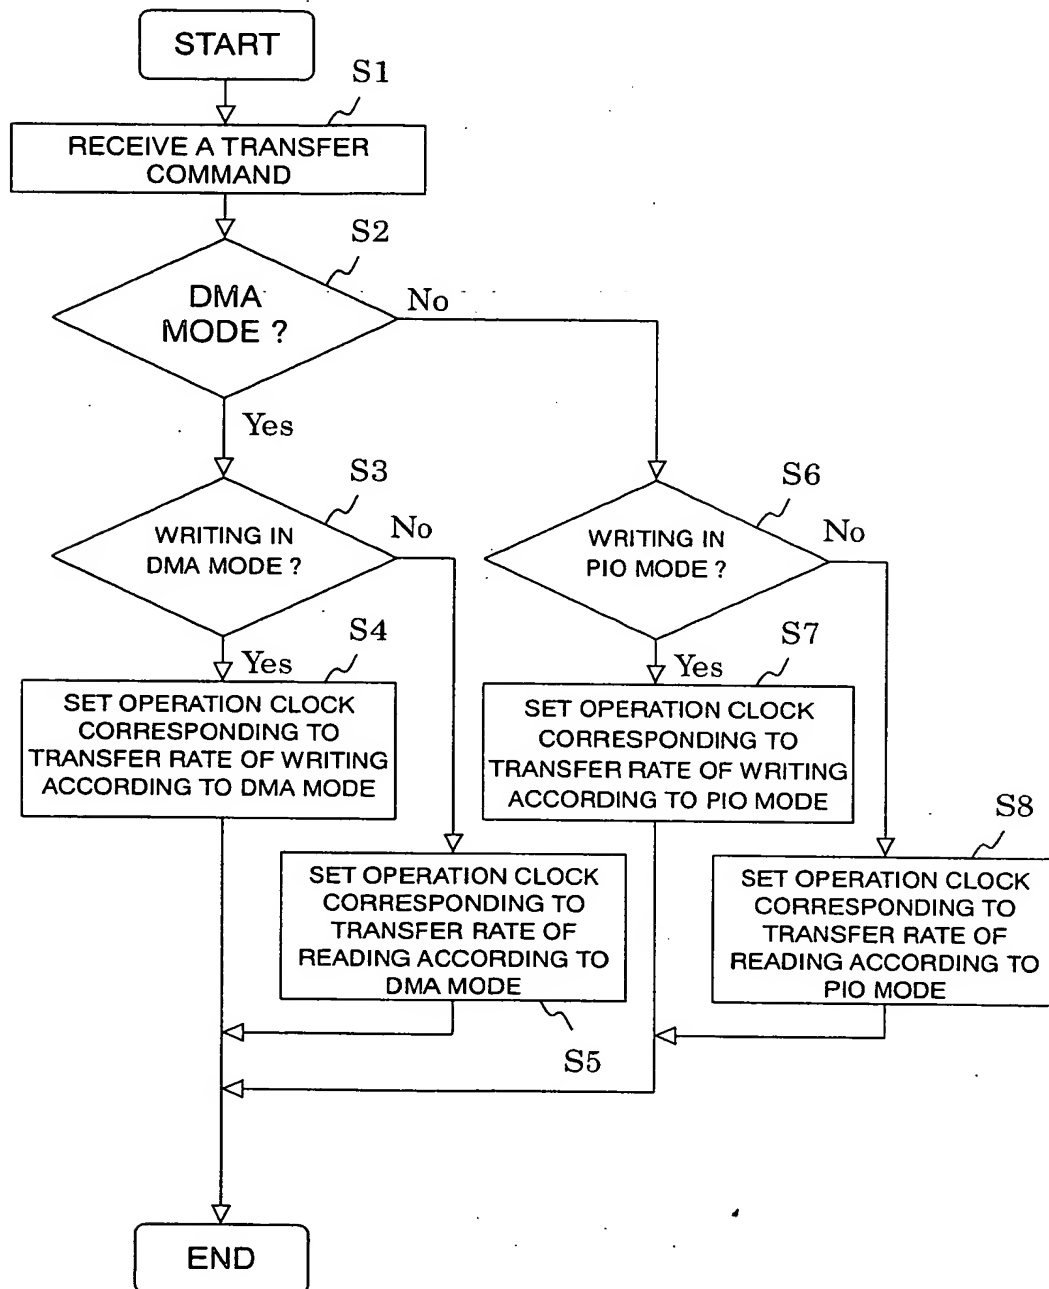 START
S1
RECEIVE A TRANSFER
COMMAND
S2
DMA
MODE ?
No
Yes
S3
WRITING IN
DMA MODE ?
No
S6
WRITING IN
PIO MODE ?
No
S4
Yes
SET OPERATION CLOCK
CORRESPONDING TO
TRANSFER RATE OF WRITING
ACCORDING TO DMA MODE
S7
Yes
SET OPERATION CLOCK
CORRESPONDING TO
TRANSFER RATE OF WRITING
ACCORDING TO PIO MODE
SET OPERATION CLOCK
CORRESPONDING TO
TRANSFER RATE OF
READING ACCORDING TO
DMA MODE
S5
S8
SET OPERATION CLOCK
CORRESPONDING TO
TRANSFER RATE OF
READING ACCORDING TO
PIO MODE
END